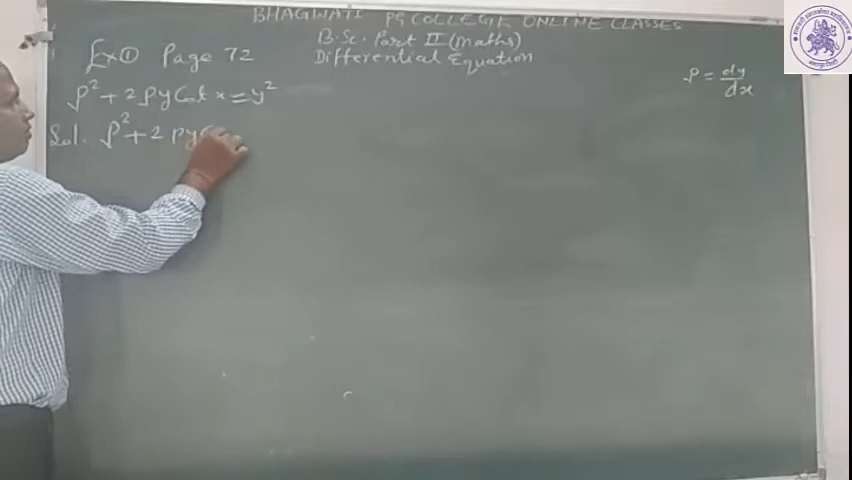 BHAGWATI PG COLLEGE ONLINE CLASSES
B.Sc. Part II (Maths)
Differential Equation
Ex① Page 72
p² + 2py Cot x = y²
p = dy/dx
Sol. p² + 2py